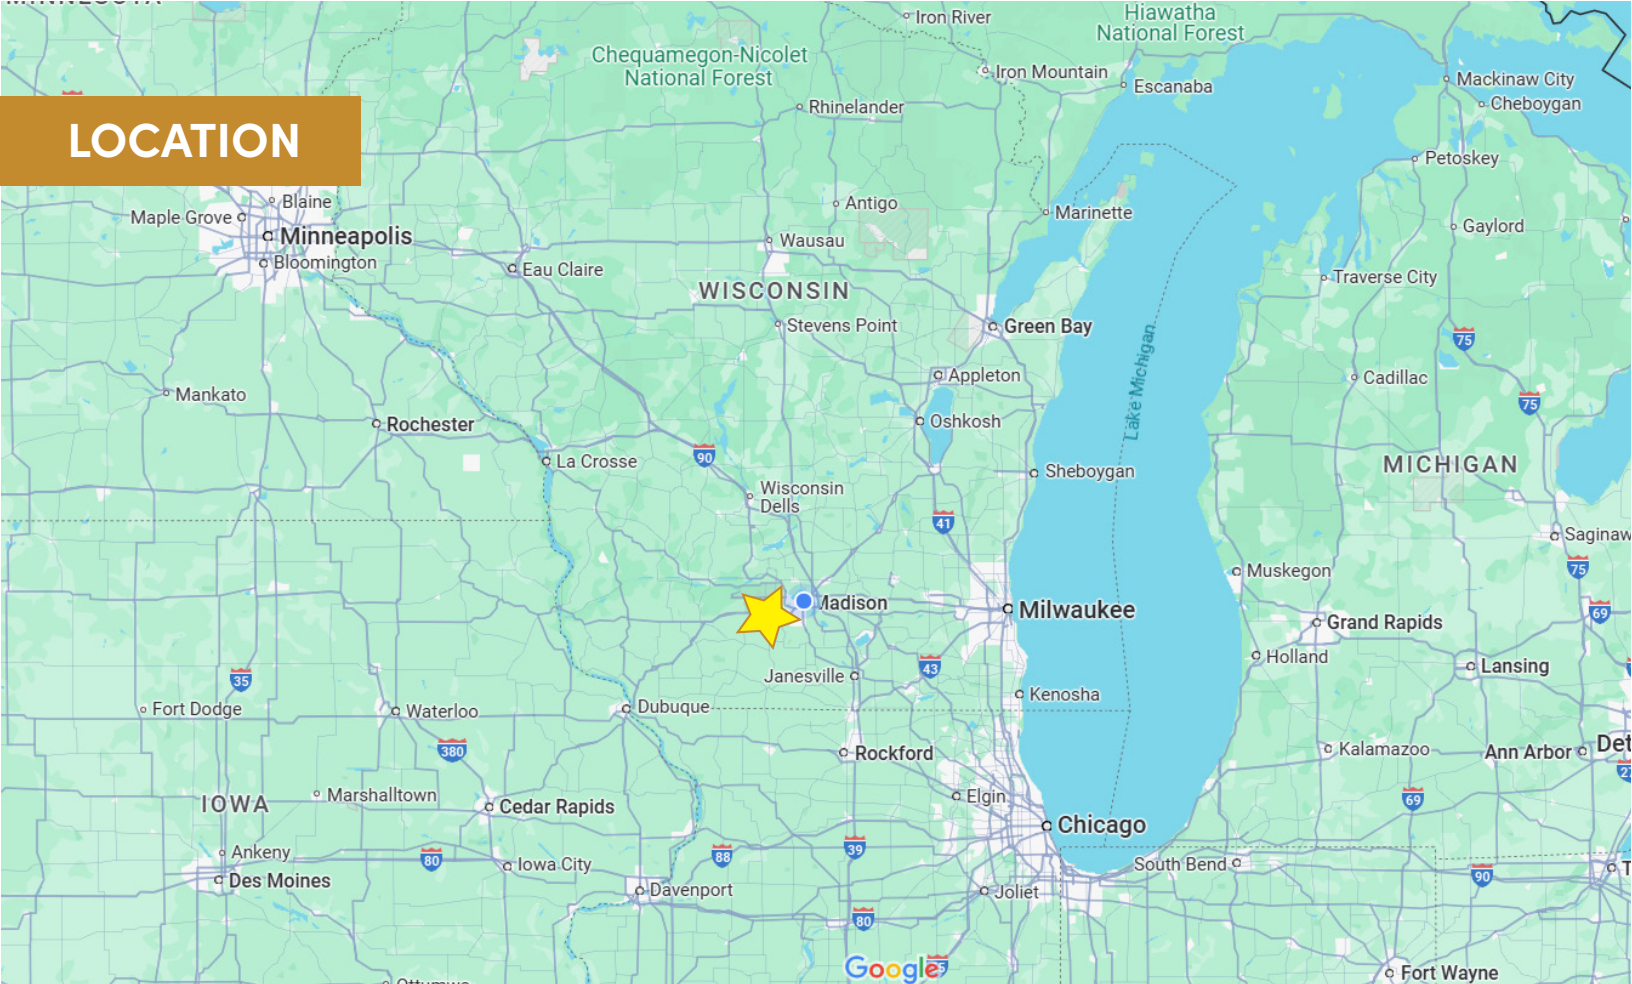 MINNESOTA
Iron River
Hiawatha
National Forest
Chequamegon-Nicolet
National Forest
Iron Mountain
Escanaba
Mackinaw City
Cheboygan
Rhinelander
LOCATION
Petoskey
Blaine
Maple Grove
Antigo
Marinette
Gaylord
Minneapolis
Wausau
Bloomington
Eau Claire
Traverse City
WISCONSIN
Stevens Point
Green Bay
Lake Michigan
75
Appleton
Cadillac
Mankato
75
Rochester
Oshkosh
La Crosse
90
Sheboygan
MICHIGAN
Wisconsin
Dells
41
Saginaw
Muskegon
75
Madison
Milwaukee
69
Grand Rapids
Holland
Janesville
43
Lansing
35
Kenosha
Fort Dodge
Waterloo
Dubuque
380
Rockford
Kalamazoo
Ann Arbor
Det
27
IOWA
Marshalltown
Cedar Rapids
Elgin
69
Chicago
Ankeny
80
Iowa City
88
39
South Bend
T
Des Moines
Davenport
Joliet
90
80
Google
Fort Wayne
Ottumwa